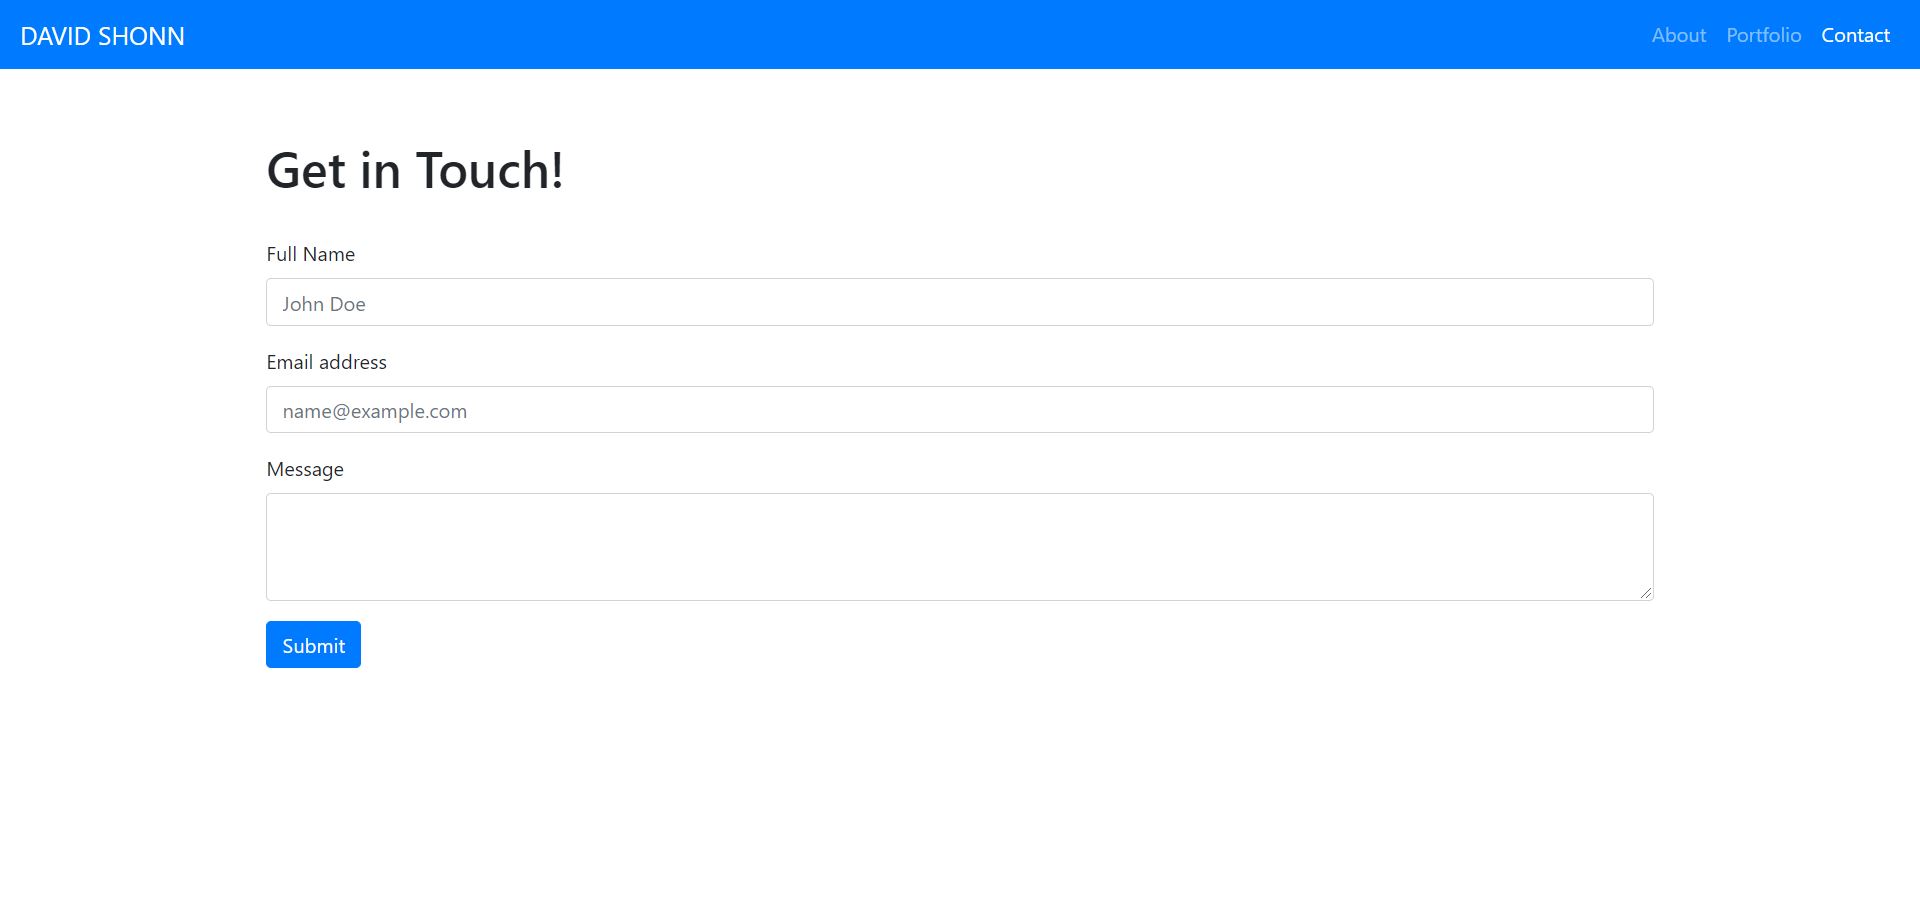 DAVID SHONN
About Portfolio Contact
Get in Touch!
Full Name
John Doe
Email address
name@example.com
Message
Submit